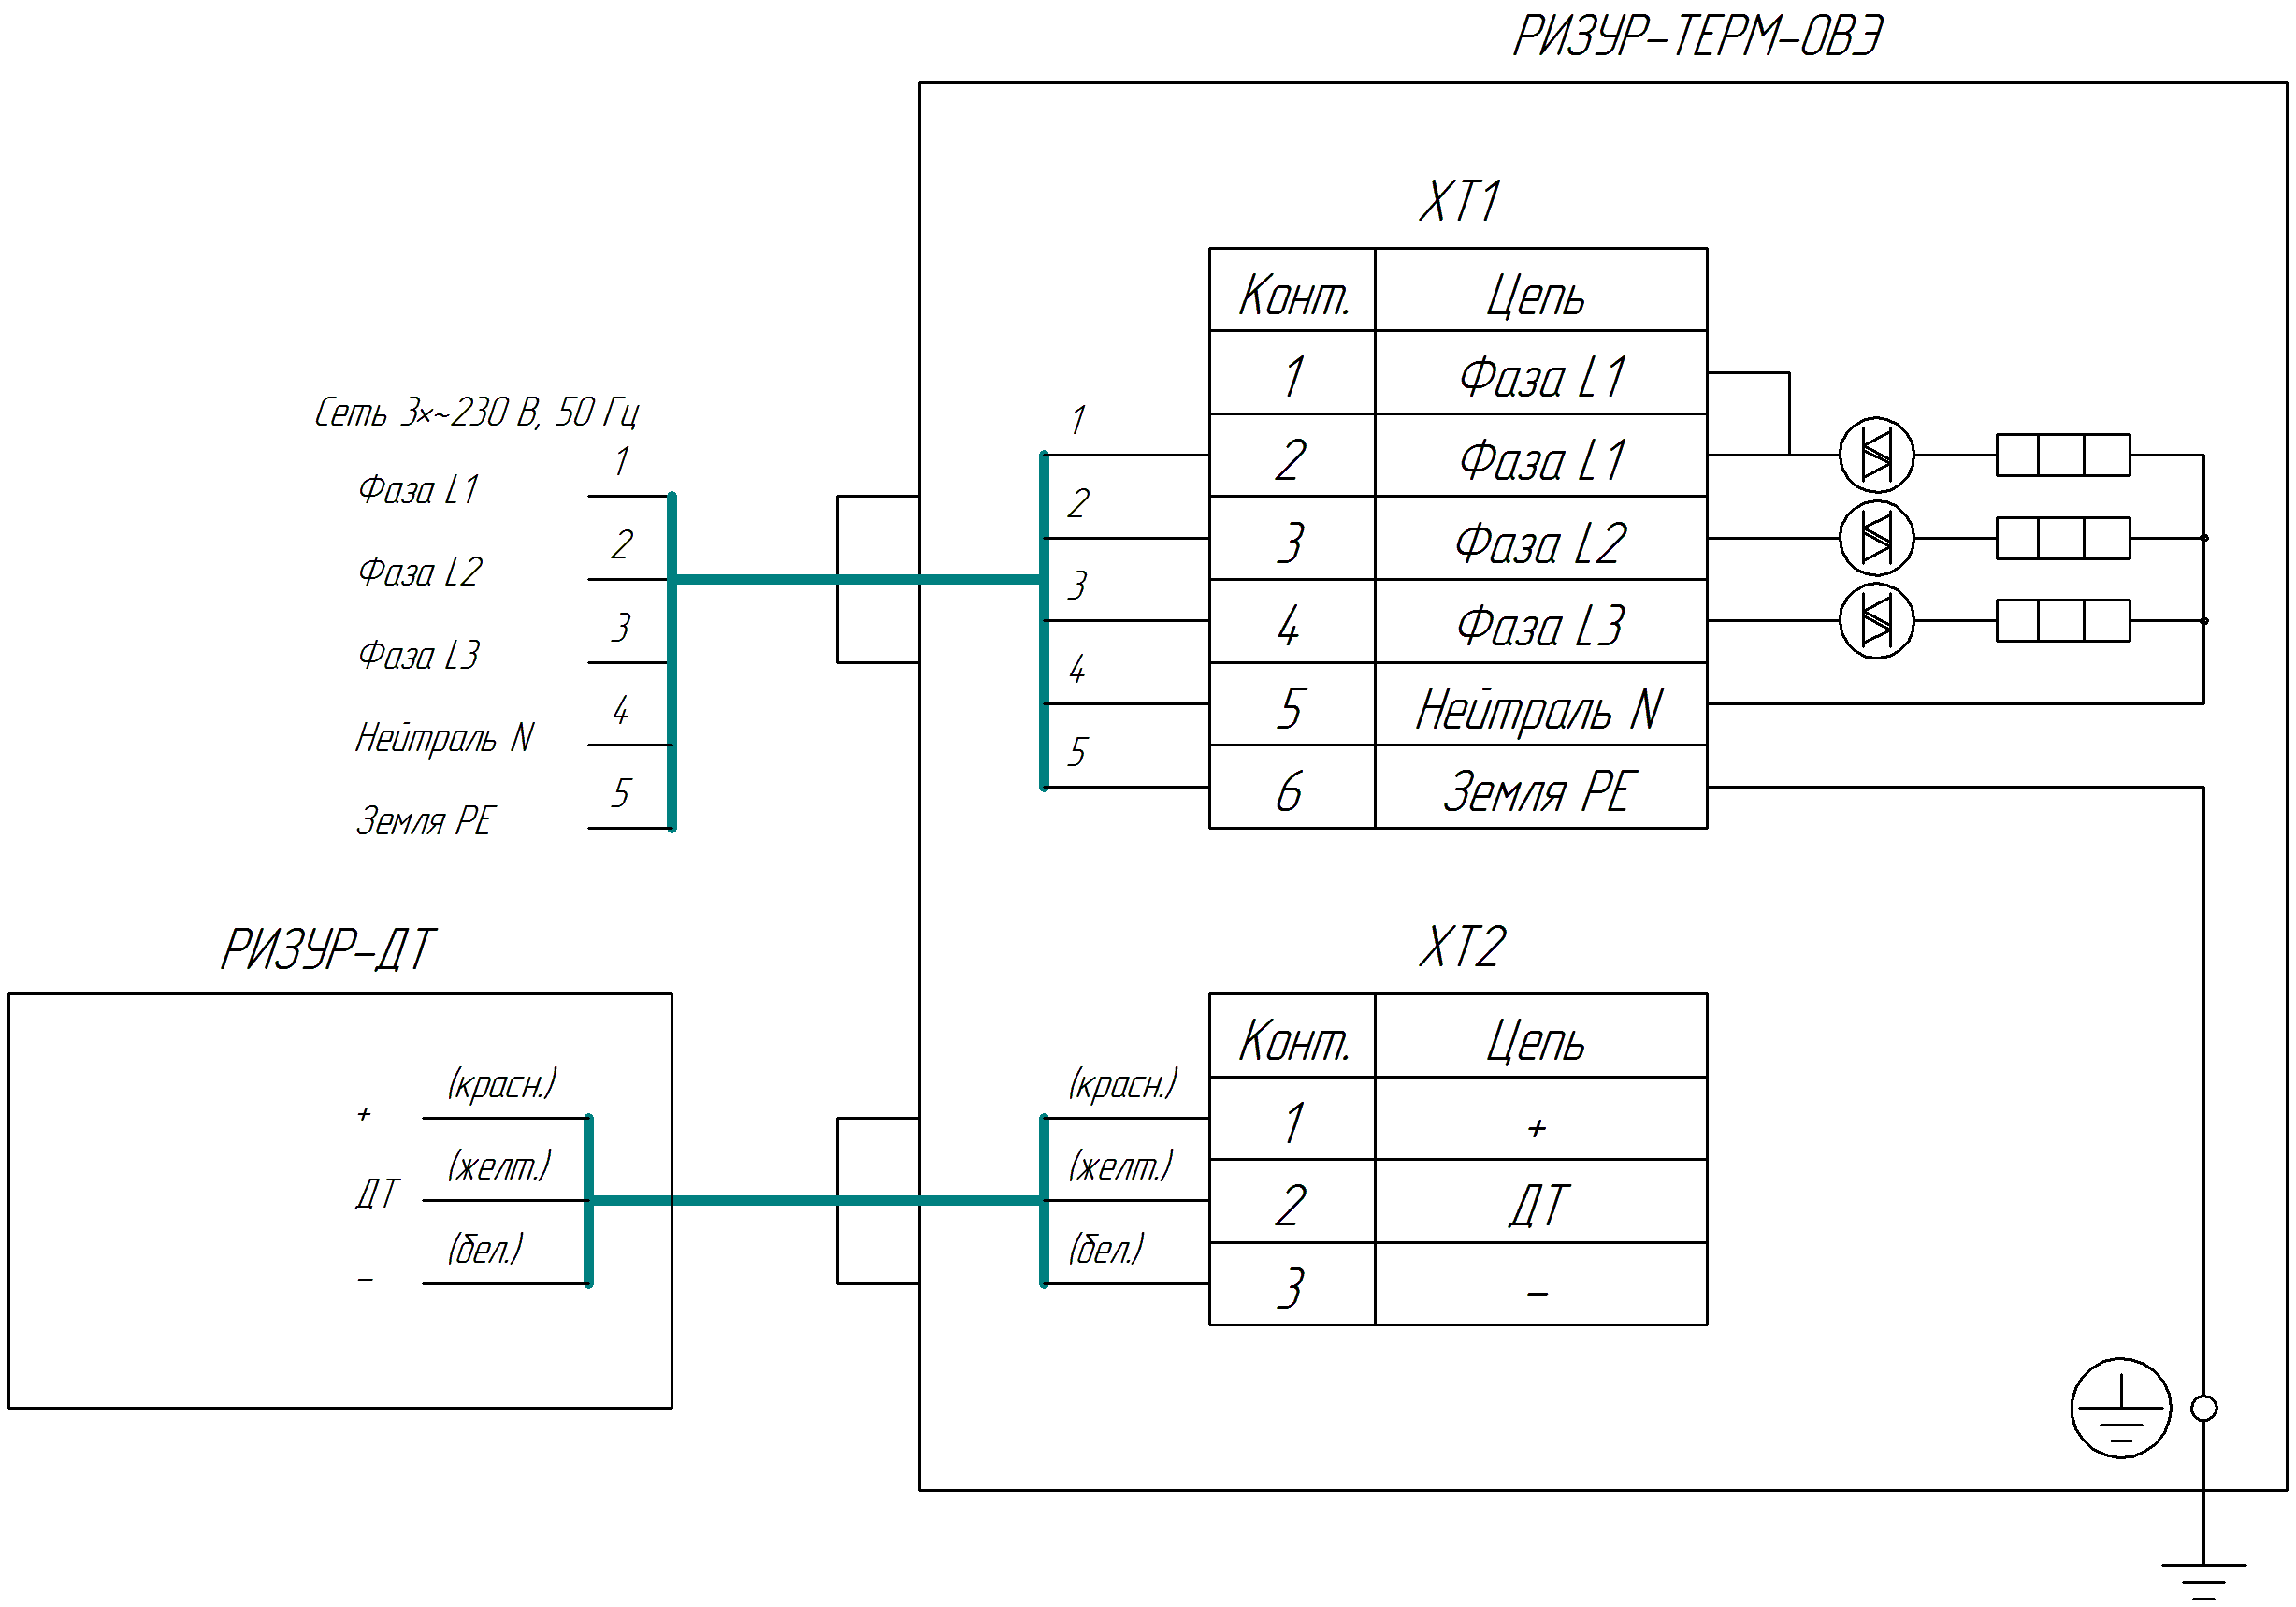 РИЗУР-ТЕРМ-ОВЭ
XT1
Конт. Цепь
1 Фаза L1
2 Фаза L1
3 Фаза L2
4 Фаза L3
5 Нейтраль N
6 Земля PE
1
2
3
4
5
Сеть 3×~230 В, 50 Гц
Фаза L1 1
Фаза L2 2
Фаза L3 3
Нейтраль N 4
Земля PE 5
РИЗУР-ДТ
+ (красн.)
ДТ (желт.)
- (бел.)
XT2
Конт. Цепь
(красн.) 1 +
(желт.) 2 ДТ
(бел.) 3 -